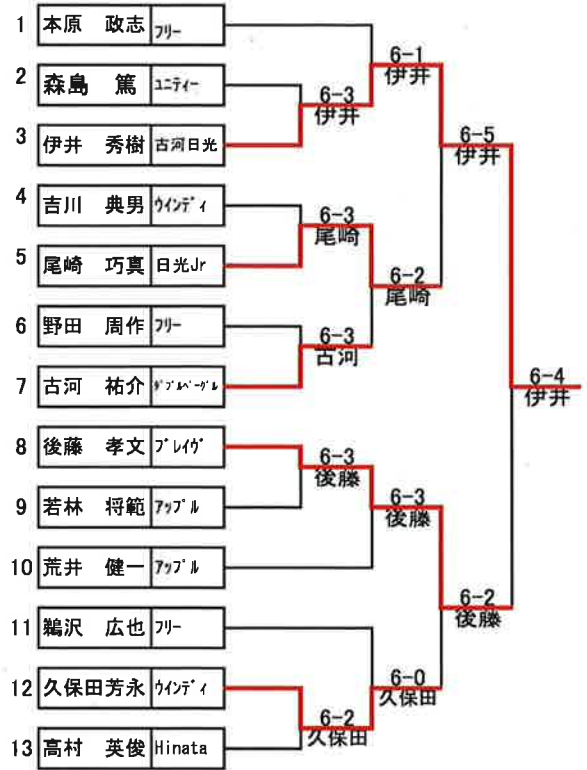 1 本原 政志 フリー
2 森島 篤 ユニティー
3 伊井 秀樹 古河日光
4 吉川 典男 ウインディ
5 尾崎 巧真 日光Jr
6 野田 周作 フリー
7 古河 祐介 ダブルベーグル
8 後藤 孝文 ブレイヴ
9 若林 将範 アップル
10 荒井 健一 アップル
11 鵜沢 広也 フリー
12 久保田芳永 ウインディ
13 高村 英俊 Hinata
6-3
伊井
6-3
尾崎
6-3
古河
6-3
後藤
6-2
久保田
6-1
伊井
6-2
尾崎
6-3
後藤
6-0
久保田
6-5
伊井
6-2
後藤
6-4
伊井